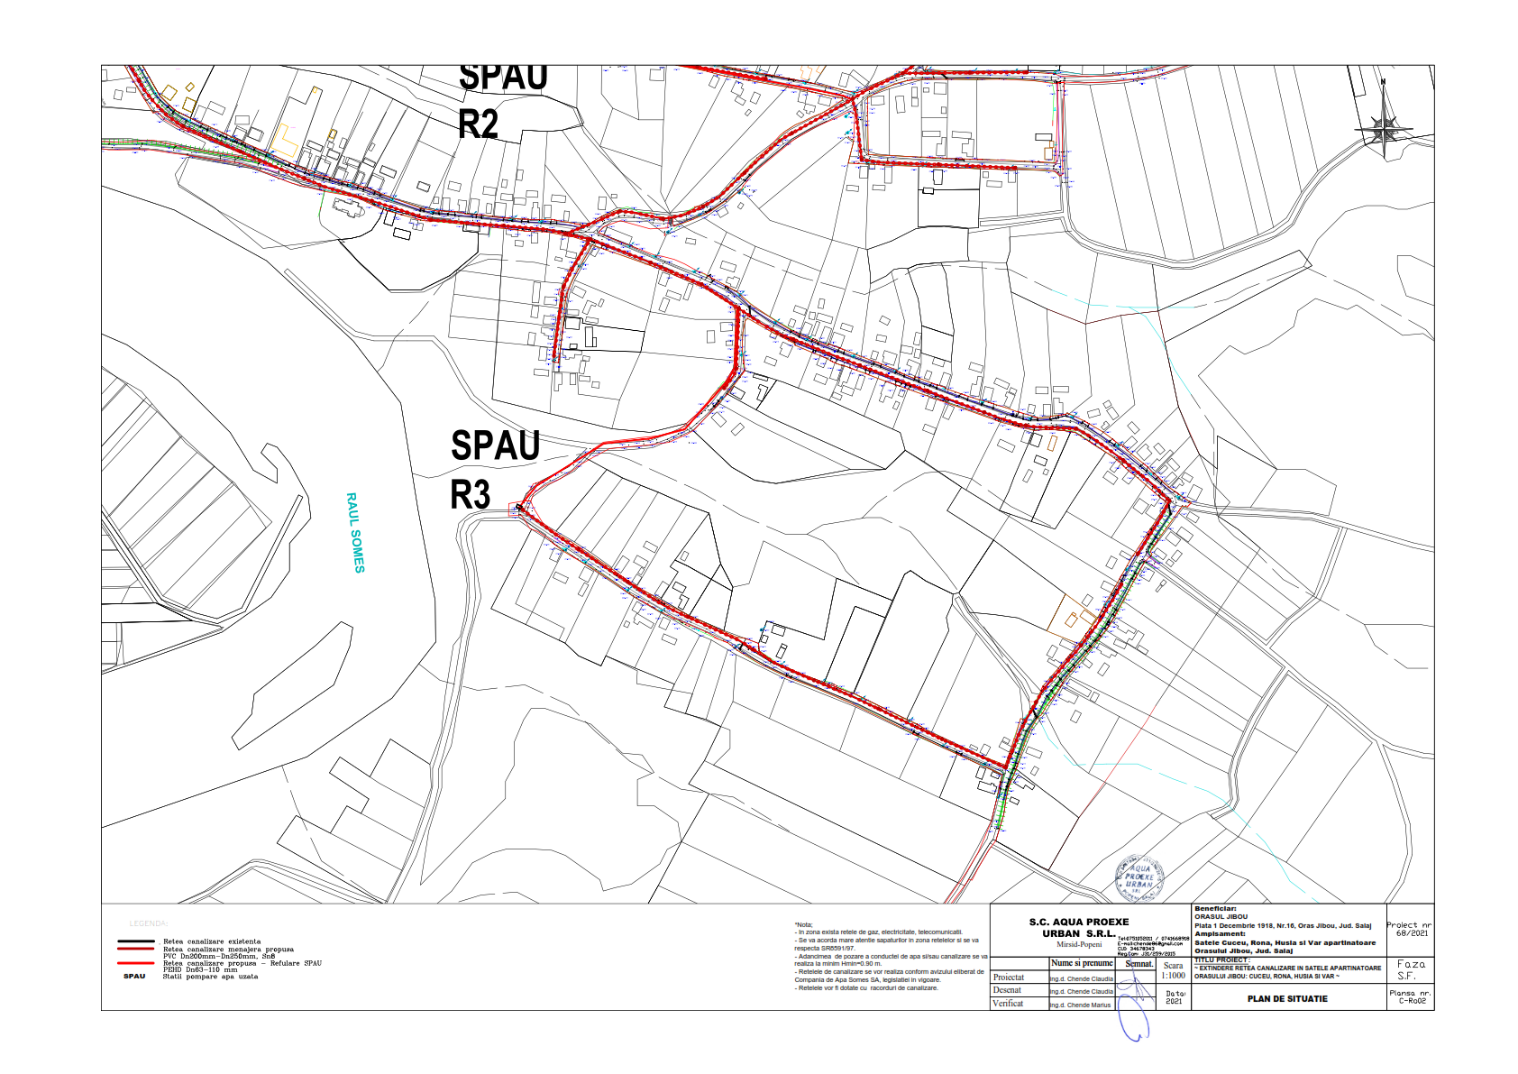 SPAU
R2
N
SPAU
R3
RAUL SOMES
AQUA
PROEXE
URBAN
SRL
LEGENDA:
Retea canalizare existenta
Retea canalizare menajera propusa
PVC Dn200mm-Dn250mm, Sn8
Retea canalizare propusa - Refulare SPAU
PEHD Dn63-110 mm
SPAU Statii pompare apa uzata
*Nota;
- In zona exista retele de gaz, electricitate, telecomunicatii.
- Se va acorda mare atentie sapaturilor in zona retelelor si se va
respecta SR8591/97.
- Adancimea de pozare a conductei de apa si/sau canalizare se va
realiza la minim Hmin=0.90 m.
- Retelele de canalizare se vor realiza conform avizului eliberat de
Compania de Apa Somes SA, legislatiei in vigoare.
- Retelele vor fi dotate cu racorduri de canalizare.
S.C. AQUA PROEXE
URBAN S.R.L.
Mirsid-Popeni
Nume si prenume
Semnat.
Scara
1:1000
Proiectat
ing.d. Chende Claudia
Desenat
ing.d. Chende Claudia
Verificat
ing.d. Chende Marius
Data:
2021
Beneficiar:
ORASUL JIBOU
Piata 1 Decembrie 1918, Nr.16, Oras Jibou, Jud. Salaj
Amplsament:
Satele Cuceu, Rona, Husia si Var apartinatoare
Orasului Jibou, Jud. Salaj
TITLU PROIECT:
~ EXTINDERE RETEA CANALIZARE IN SATELE APARTINATOARE
ORASULUI JIBOU: CUCEU, RONA, HUSIA SI VAR ~
PLAN DE SITUATIE
Proiect nr
68/2021
Faza
S.F.
Plansa nr.
C-Ro02